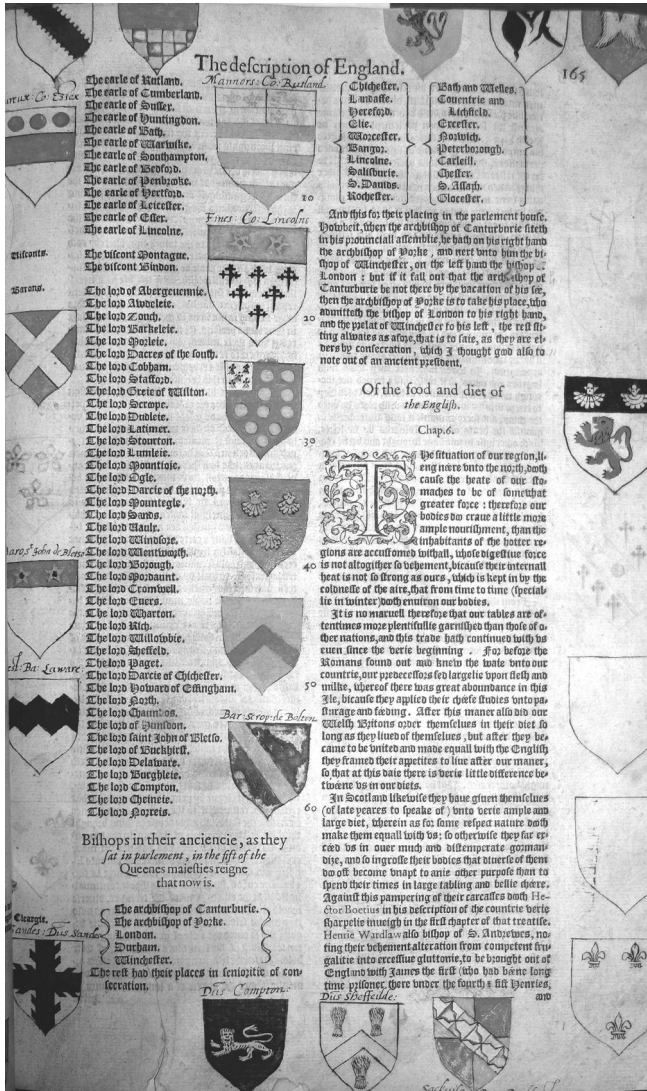 The description of England.
165
Mannors: Co: Rutland
The earle of Rutland.
The earle of Cumberland.
The earle of Sussex.
The earle of Huntingdon.
The earle of Bath.
The earle of Warwike.
The earle of Southampton.
The earle of Bedford.
The earle of Penbroke.
The earle of Hertford.
The earle of Leicester.
The earle of Essex.
The earle of Lincolne.
Visconts.
The viscont Montague.
The viscont Bindon.
Barons.
The lord of Abergeuennie.
The lord Awdeleie.
The lord Zouch.
The lord Barkeleie.
The lord Morleie.
The lord Dacres of the south.
The lord Cobham.
The lord Stafford.
The lord Greie of Wilton.
The lord Scroope.
The lord Dudleie.
The lord Latimer.
The lord Stourton.
The lord Lumleie.
The lord Mountioie.
The lord Ogle.
The lord Darcie of the north.
The lord Mountegle.
The lord Sands.
The lord Vaulx.
The lord Windsore.
The lord Wentworth.
The lord Borough.
The lord Mordaunt.
The lord Cromwell.
The lord Euers.
The lord Wharton.
The lord Rich.
The lord Willowbie.
The lord Sheffeld.
The lord Paget.
The lord Darcie of Chichester.
The lord Howard of Effingham.
The lord North.
The lord Chaundos.
The lord of Hunsdon.
The lord saint John of Bletso.
The lord of Buckhirst.
The lord Delaware.
The lord Burghleie.
The lord Compton.
The lord Cheineie.
The lord Norreis.
Fines: Co: Lincolne
Bar: scrop: de Bolton
Bishops in their anciencie, as they
sat in parlement, in the fift of the
Queenes maiesties reigne
that now is.
Cleargie.
The archbishop of Canturburie.
The archbishop of Yorke.
London.
Durham.
Winchester.
The rest had their places in senioritie of con-
secration.
Dus Compton:
10
20
30
40
50
60
Chichester.
Landaffe.
Hereford.
Elie.
Worcester.
Bangor.
Lincolne.
Salisburie.
S. Dauids.
Rochester.
Bath and Welles.
Couentrie and
Lichfield.
Excester.
Norwich.
Peterborough.
Carleill.
Chester.
S. Assaph.
Glocester.
And this for their placing in the parlement house.
Howbeit, when the archbishop of Canturburie siteth
in his prouinciall assemblie, he hath on his right hand
the archbishop of Yorke, and next vnto him the bi-
shop of Winchester, on the left hand the bishop of
London: but if it fall out that the archbishop of
Canturburie be not there by the vacation of his sée,
then the archbishop of Yorke is to take his place, who
admitteth the bishop of London to his right hand,
and the prelat of Winchester to his left, the rest sit-
ting alwaies as afore, that is to saie, as they are el-
ders by consecration, which I thought good also to
note out of an ancient president.
Of the food and diet of
the English.
Chap. 6.
THe situation of our region, li-
eng néere vnto the north, dooth
cause the heate of our sto-
maches to be of somewhat
greater force: therefore our
bodies doo craue a little more
ample nourishment, than the
inhabitants of the hotter re-
gions are accustomed withall, whose digestiue force
is not altogither so vehement, bicause their internall
heat is not so strong as ours, which is kept in by the
coldnesse of the aire, that from time to time (special-
lie in winter) dooth enuiron our bodies.
It is no maruell therefore that our tables are of-
tentimes more plentifullie garnished than those of o-
ther nations, and this trade hath continued with vs
euen since the verie beginning. For before the
Romans found out and knew the waie vnto our
countrie, our predecessors fed largelie vpon flesh and
milke, whereof there was great aboundance in this
Ile, bicause they applied their chéefe studies vnto pa-
sturage and féeding. After this maner also did our
Welsh Britons order themselues in their diet so
long as they liued of themselues, but after they be-
came to be vnited and made equall with the English
they framed their appetites to liue after our maner,
so that at this daie there is verie little difference be-
twéene vs in our diets.
In Scotland likewise they haue giuen themselues
(of late yeares to speake of) vnto verie ample and
large diet, wherein as for some respect nature dooth
make them equall with vs: so otherwise they far ex-
céed vs in ouer much and distemperate gorman-
dize, and so ingrosse their bodies that diuerse of them
doo oft become vnapt to anie other purpose than to
spend their times in large tabling and bellie chéere.
Against this pampering of their carcasses dooth He-
ctor Boetius in his description of the countrie verie
sharpelie inueigh in the first chapter of that treatise.
Henrie Wardlaw also bishop of S. Andrewes, no-
ting their vehement alteration from competent fru-
galitie into excessiue gluttonie, to be brought out of
England with Iames the first (who had béene long
time prisoner there vnder the fourth & fift Henries,
and
Dus Sheffeilde: